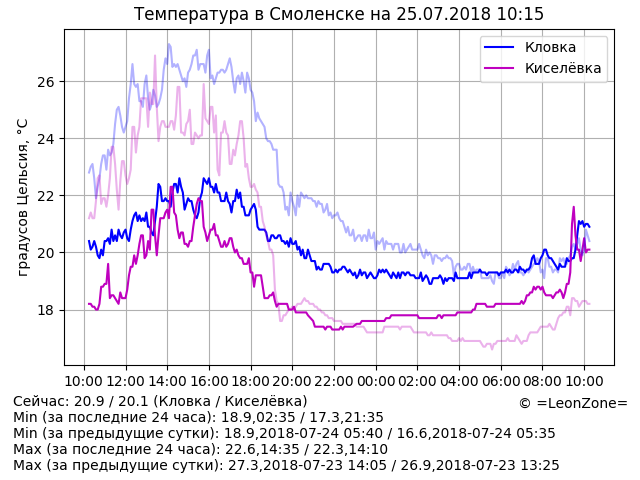 Температура в Смоленске на 25.07.2018 10:15
Кловка
Киселёвка
градусов Цельсия, °C
26
24
22
20
18
10:00 12:00 14:00 16:00 18:00 20:00 22:00 00:00 02:00 04:00 06:00 08:00 10:00
Сейчас: 20.9 / 20.1 (Кловка / Киселёвка)
© =LeonZone=
Min (за последние 24 часа): 18.9,02:35 / 17.3,21:35
Min (за предыдущие сутки): 18.9,2018-07-24 05:40 / 16.6,2018-07-24 05:35
Max (за последние 24 часа): 22.6,14:35 / 22.3,14:10
Max (за предыдущие сутки): 27.3,2018-07-23 14:05 / 26.9,2018-07-23 13:25